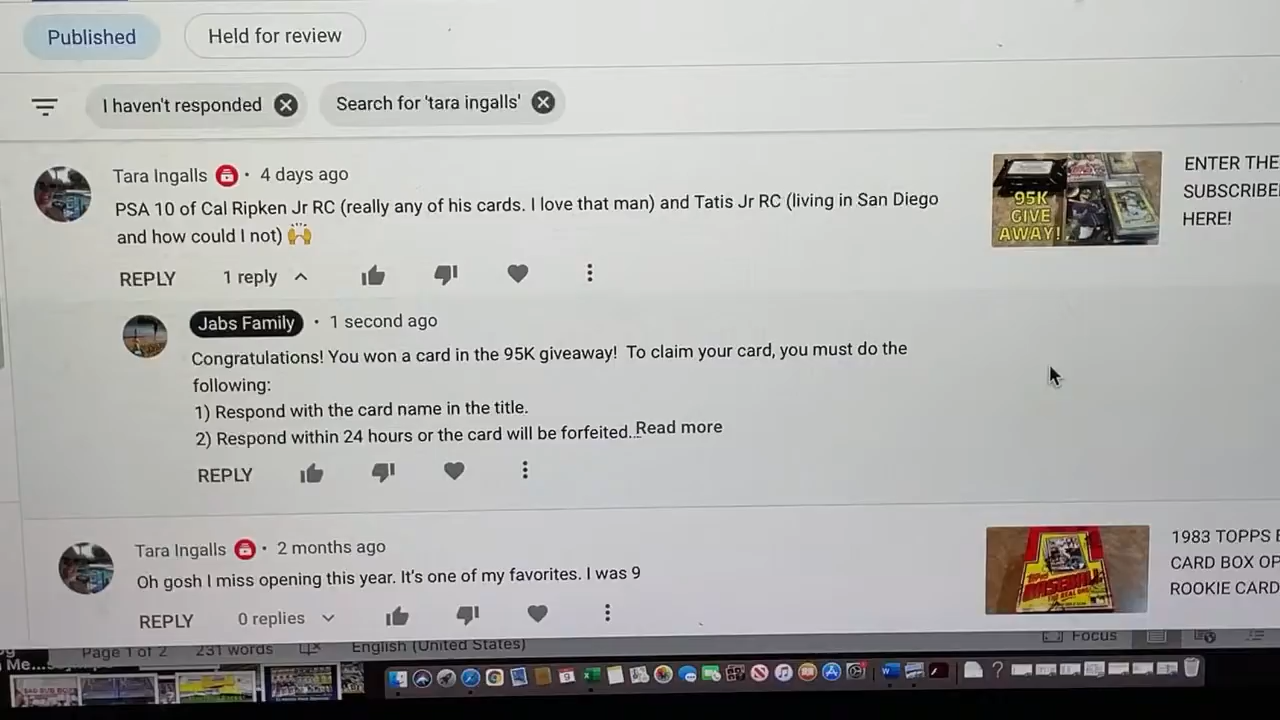 Published
Held for review
I haven't responded
Search for 'tara ingalls'
Tara Ingalls · 4 days ago
PSA 10 of Cal Ripken Jr RC (really any of his cards. I love that man) and Tatis Jr RC (living in San Diego
and how could I not) 🙌
REPLY 1 reply
95K
GIVE
AWAY!
ENTER THE
SUBSCRIBE
HERE!
Jabs Family · 1 second ago
Congratulations! You won a card in the 95K giveaway! To claim your card, you must do the
following:
1) Respond with the card name in the title.
2) Respond within 24 hours or the card will be forfeited...Read more
REPLY
Tara Ingalls · 2 months ago
Oh gosh I miss opening this year. It's one of my favorites. I was 9
REPLY 0 replies
TOPPS
BASEBALL
THE REAL ONE!
1983 TOPPS
CARD BOX OP
ROOKIE CARD
Me...
Page 1 of 2 231 words English (United States)
Focus